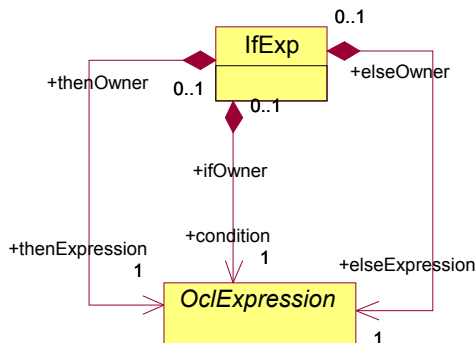 0..1
IfExp
+thenOwner
+elseOwner
0..1
0..1
+ifOwner
+condition
+thenExpression
1
1
+elseExpression
OclExpression
1